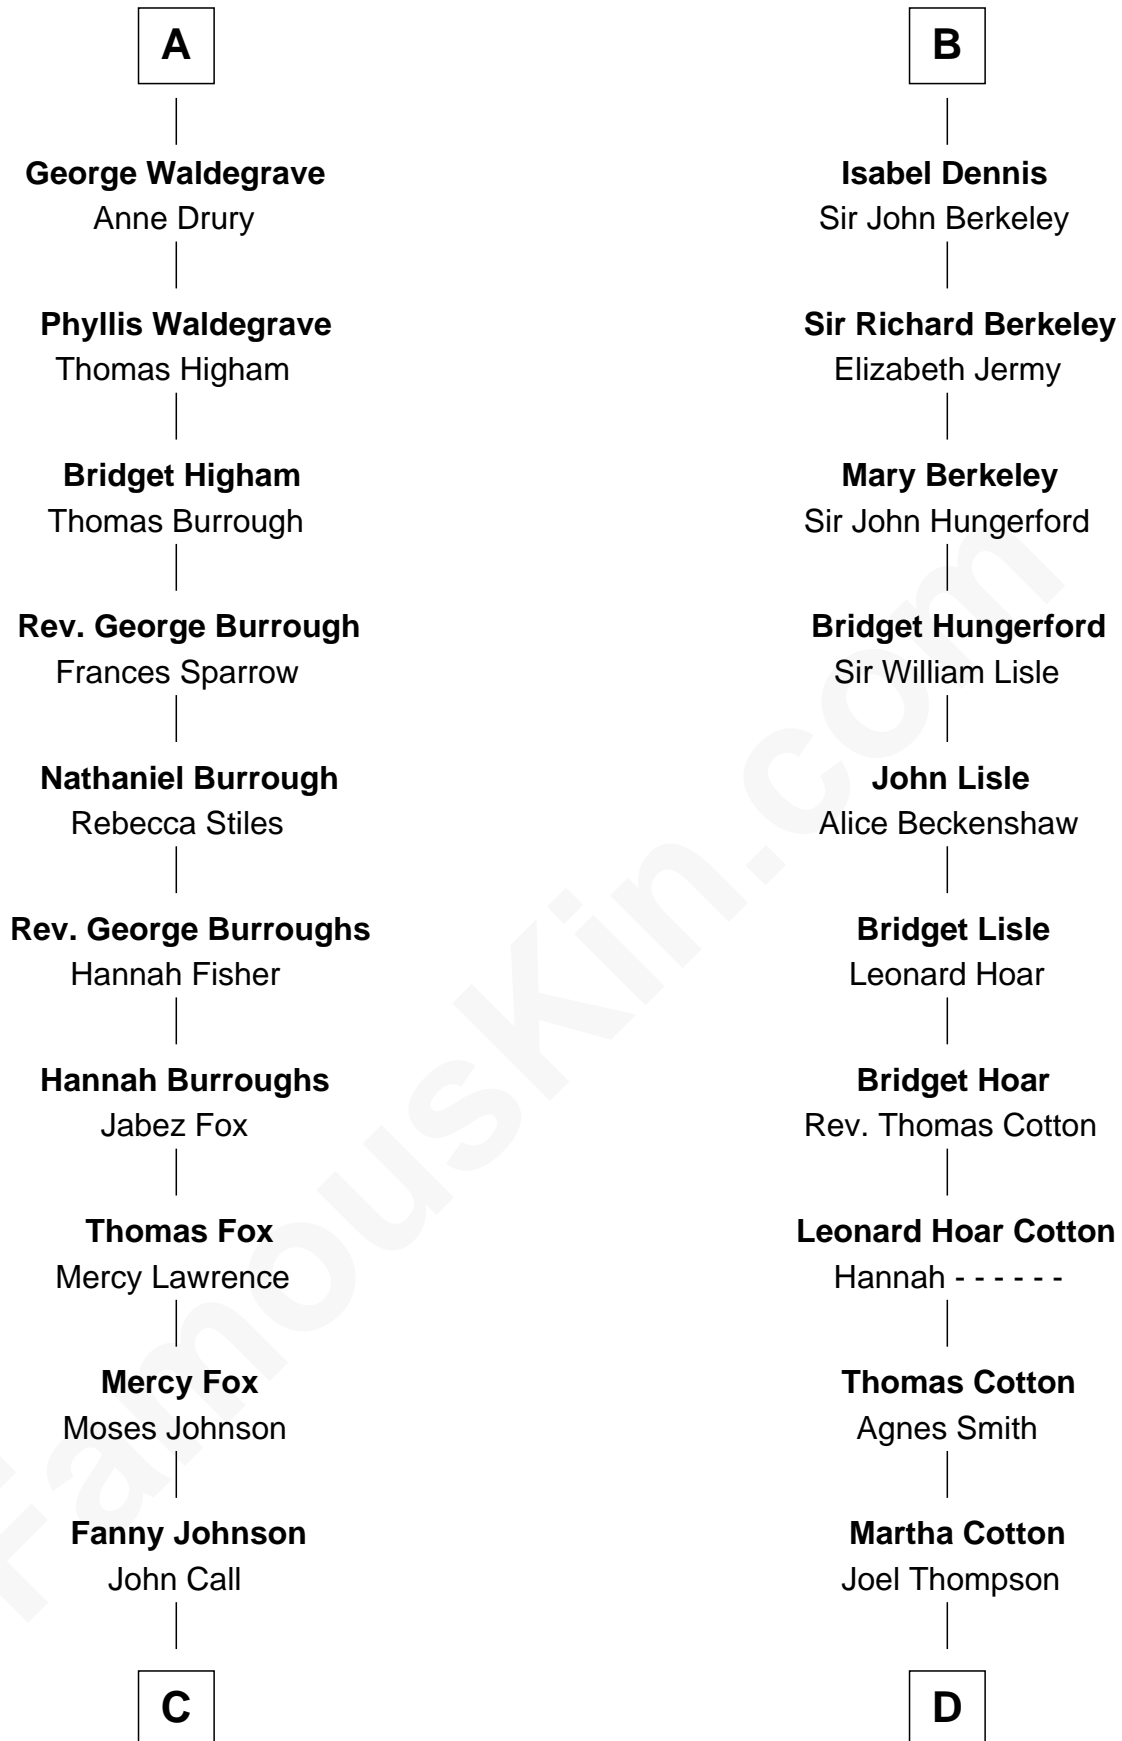 A
George Waldegrave
Anne Drury
Phyllis Waldegrave
Thomas Higham
Bridget Higham
Thomas Burrough
Rev. George Burrough
Frances Sparrow
Nathaniel Burrough
Rebecca Stiles
Rev. George Burroughs
Hannah Fisher
Hannah Burroughs
Jabez Fox
Thomas Fox
Mercy Lawrence
Mercy Fox
Moses Johnson
Fanny Johnson
John Call
C
B
Isabel Dennis
Sir John Berkeley
Sir Richard Berkeley
Elizabeth Jermy
Mary Berkeley
Sir John Hungerford
Bridget Hungerford
Sir William Lisle
John Lisle
Alice Beckenshaw
Bridget Lisle
Leonard Hoar
Bridget Hoar
Rev. Thomas Cotton
Leonard Hoar Cotton
Hannah - - - - - -
Thomas Cotton
Agnes Smith
Martha Cotton
Joel Thompson
D
FamousKin.com